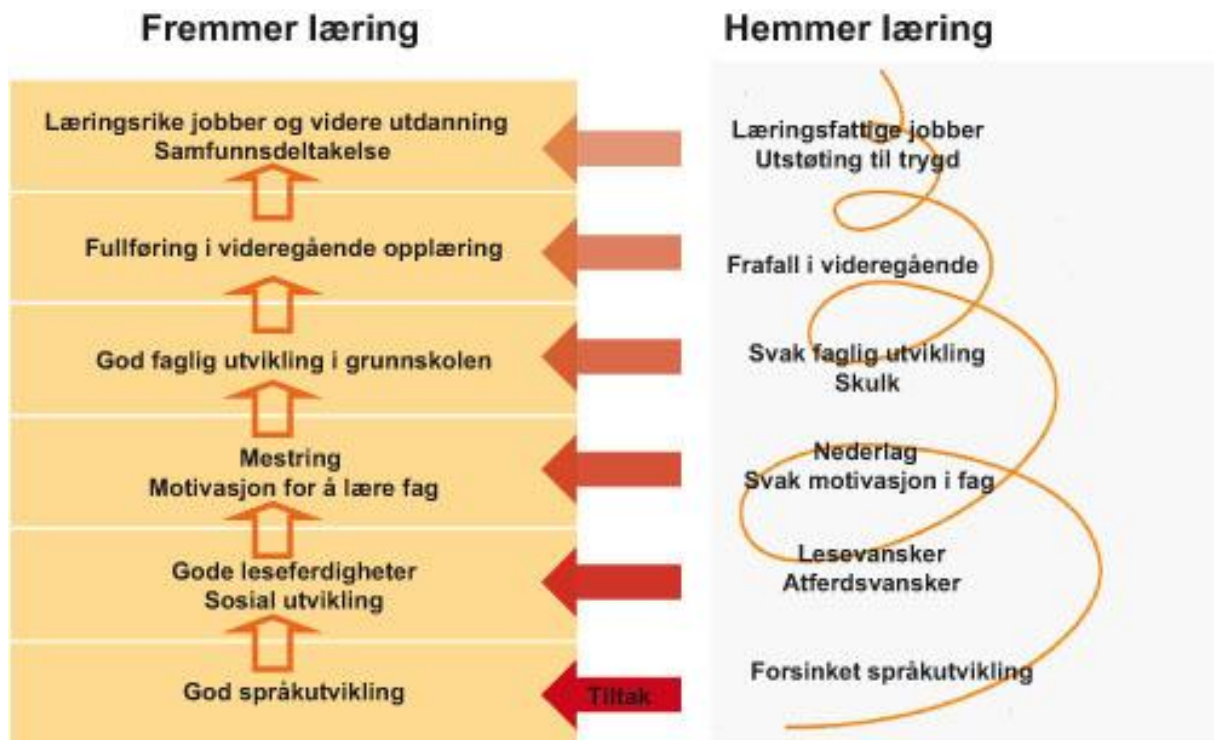 Fremmer læring
Læringsrike jobber og videre utdanning
Samfunnsdeltakelse
Fullføring i videregående opplæring
God faglig utvikling i grunnskolen
Mestring
Motivasjon for å lære fag
Gode leseferdigheter
Sosial utvikling
God språkutvikling
Tiltak
Hemmer læring
Læringsfattige jobber
Utstøting til trygd
Frafall i videregående
Svak faglig utvikling
Skulk
Nederlag
Svak motivasjon i fag
Lesevansker
Atferdsvansker
Forsinket språkutvikling